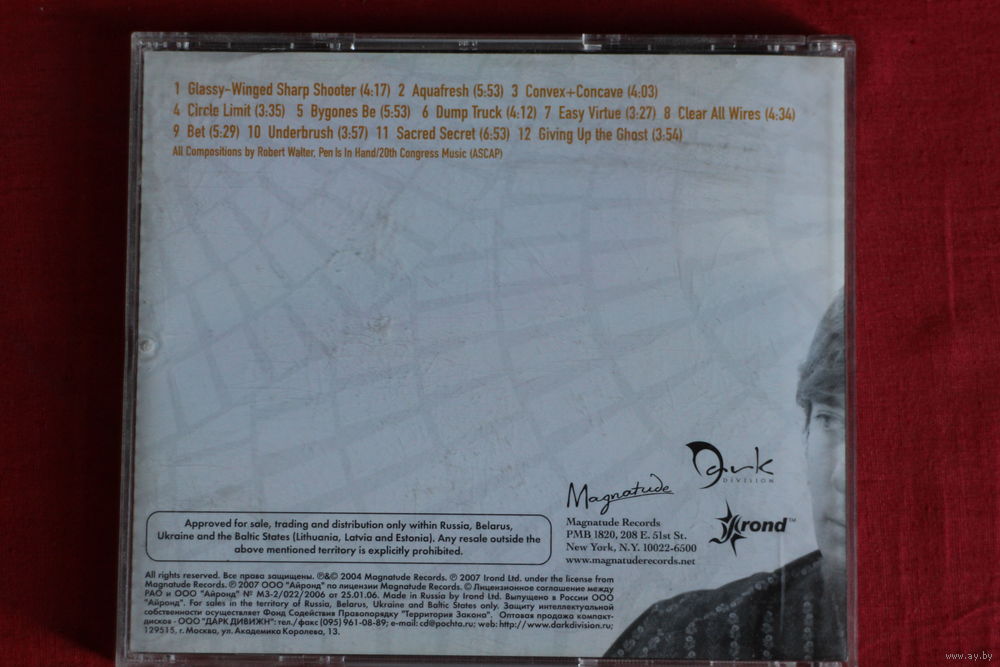 1 Glassy-Winged Sharp Shooter (4:17) 2 Aquafresh (5:53) 3 Convex+Concave (4:03)
4 Circle Limit (3:35) 5 Bygones Be (5:53) 6 Dump Truck (4:12) 7 Easy Virtue (3:27) 8 Clear All Wires (4:34)
9 Bet (5:29) 10 Underbrush (3:57) 11 Sacred Secret (6:53) 12 Giving Up the Ghost (3:54)
All Compositions by Robert Walter, Pen Is In Hand/20th Congress Music (ASCAP)
Dark
DIVISION
Magnatude
Irond™
Magnatude Records
PMB 1820, 208 E. 51st St.
New York, N.Y. 10022-6500
www.magnatuderecords.net
Approved for sale, trading and distribution only within Russia, Belarus,
Ukraine and the Baltic States (Lithuania, Latvia and Estonia). Any resale outside the
above mentioned territory is explicitly prohibited.
All rights reserved. Все права защищены. ℗&© 2004 Magnatude Records. ℗ 2007 Irond Ltd. under the license from
Magnatude Records. ℗ 2007 ООО "Айронд" по лицензии Magnatude Records. © Лицензионное соглашение между
РАО и ООО "Айронд" № МЗ-2/022/2006 от 25.01.06. Made in Russia by Irond Ltd. Выпущено в России ООО
"Айронд". For sales in the territory of Russia, Belarus, Ukraine and Baltic States only. Защиту интеллектуальной
собственности осуществляет Фонд Содействия Правопорядку "Территория Закона". Оптовая продажа компакт-
дисков - ООО "ДАРК ДИВИЖН": тел./факс (095) 961-08-89; e-mail: cd@pochta.ru; web: http://www.darkdivision.ru;
129515, г. Москва, ул. Академика Королева, 13.
www.ay.by